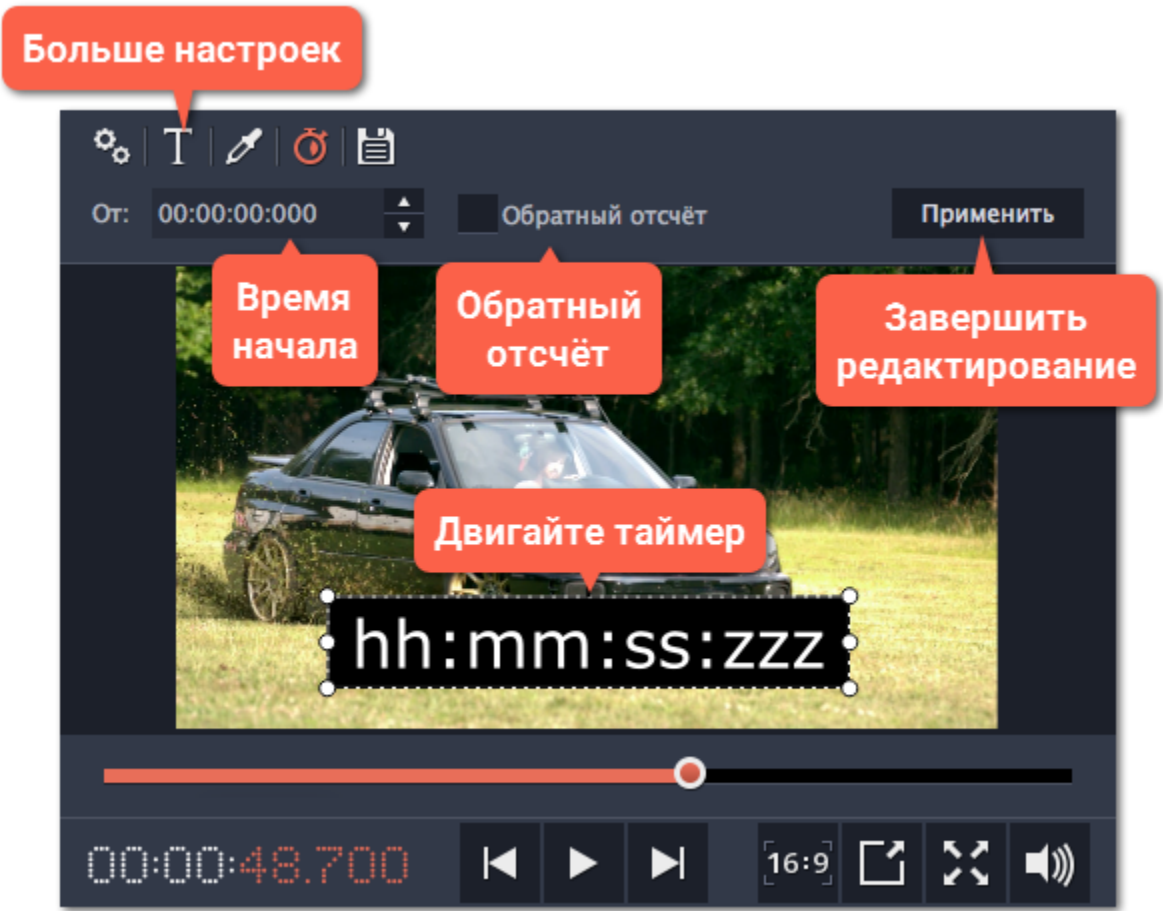 Больше настроек
T
От:
00:00:00:000
Обратный отсчёт
Применить
Время
начала
Обратный
отсчёт
Завершить
редактирование
Двигайте таймер
hh:mm:ss:zzz
00:00:48.700
16:9